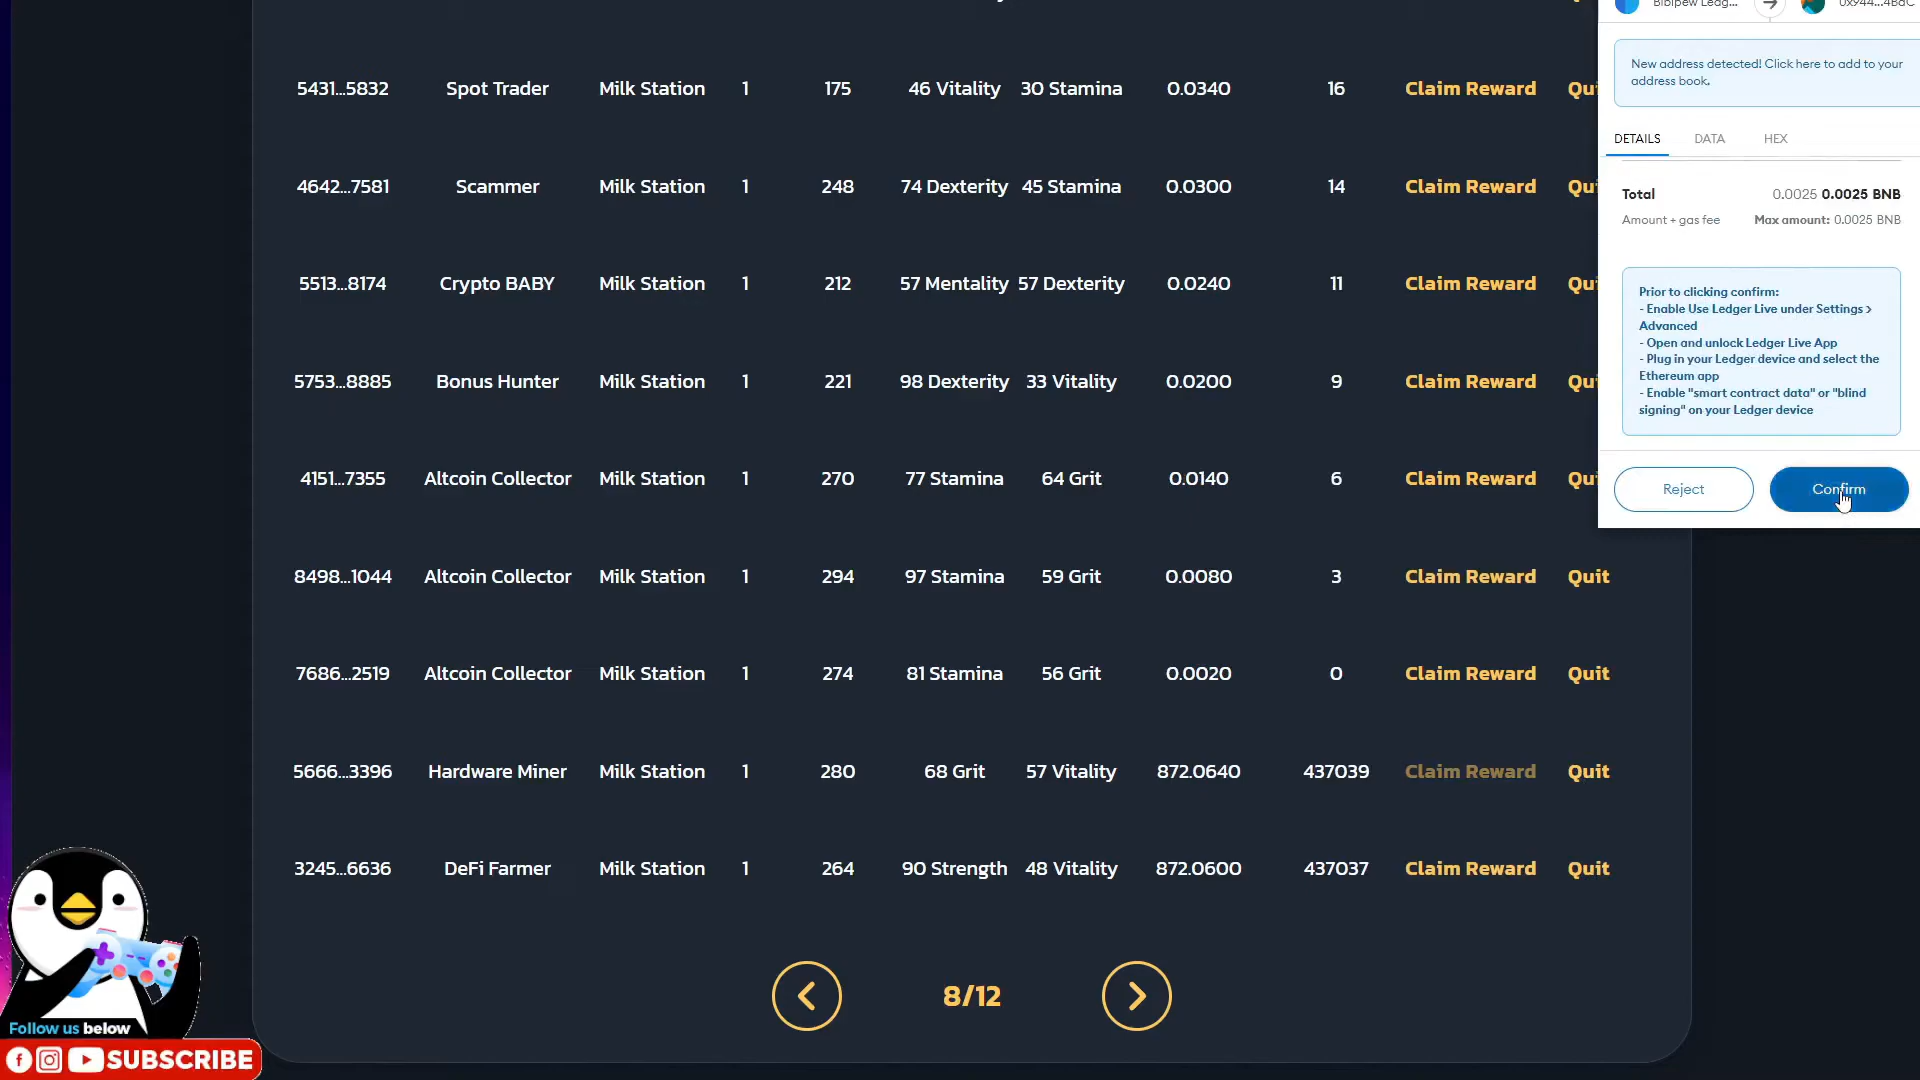 5431...5832 Spot Trader Milk Station 1 175 46 Vitality 30 Stamina 0.0340 16 Claim Reward
4642...7581 Scammer Milk Station 1 248 74 Dexterity 45 Stamina 0.0300 14 Claim Reward
5513...8174 Crypto BABY Milk Station 1 212 57 Mentality 57 Dexterity 0.0240 11 Claim Reward
5753...8885 Bonus Hunter Milk Station 1 221 98 Dexterity 33 Vitality 0.0200 9 Claim Reward
4151...7355 Altcoin Collector Milk Station 1 270 77 Stamina 64 Grit 0.0140 6 Claim Reward
8498...1044 Altcoin Collector Milk Station 1 294 97 Stamina 59 Grit 0.0080 3 Claim Reward Quit
7686...2519 Altcoin Collector Milk Station 1 274 81 Stamina 56 Grit 0.0020 0 Claim Reward Quit
5666...3396 Hardware Miner Milk Station 1 280 68 Grit 57 Vitality 872.0640 437039 Claim Reward Quit
3245...6636 DeFi Farmer Milk Station 1 264 90 Strength 48 Vitality 872.0600 437037 Claim Reward Quit
8/12
Bibipew Ledg...
New address detected! Click here to add to your
address book.
DETAILS DATA HEX
Total 0.0025 0.0025 BNB
Amount + gas fee Max amount: 0.0025 BNB
Prior to clicking confirm:
- Enable Use Ledger Live under Settings >
Advanced
- Open and unlock Ledger Live App
- Plug in your Ledger device and select the
Ethereum app
- Enable "smart contract data" or "blind
signing" on your Ledger device
Reject Confirm
Follow us below
SUBSCRIBE